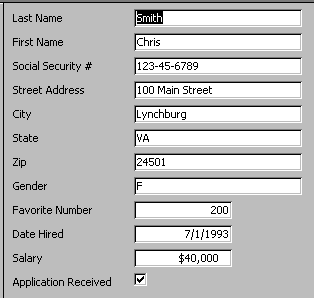 Last Name Smith
First Name Chris
Social Security # 123-45-6789
Street Address 100 Main Street
City Lynchburg
State VA
Zip 24501
Gender F
Favorite Number 200
Date Hired 7/1/1993
Salary $40,000
Application Received